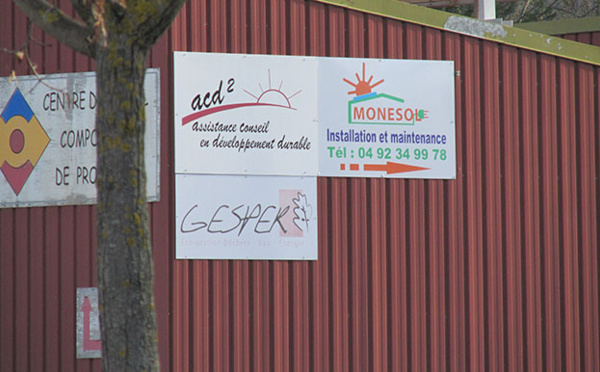 CENTRE D
COMPO
DE PRO
acd²
assistance conseil
en développement durable
MONESOL
Installation et maintenance
Tél : 04 92 34 99 78
GESPER